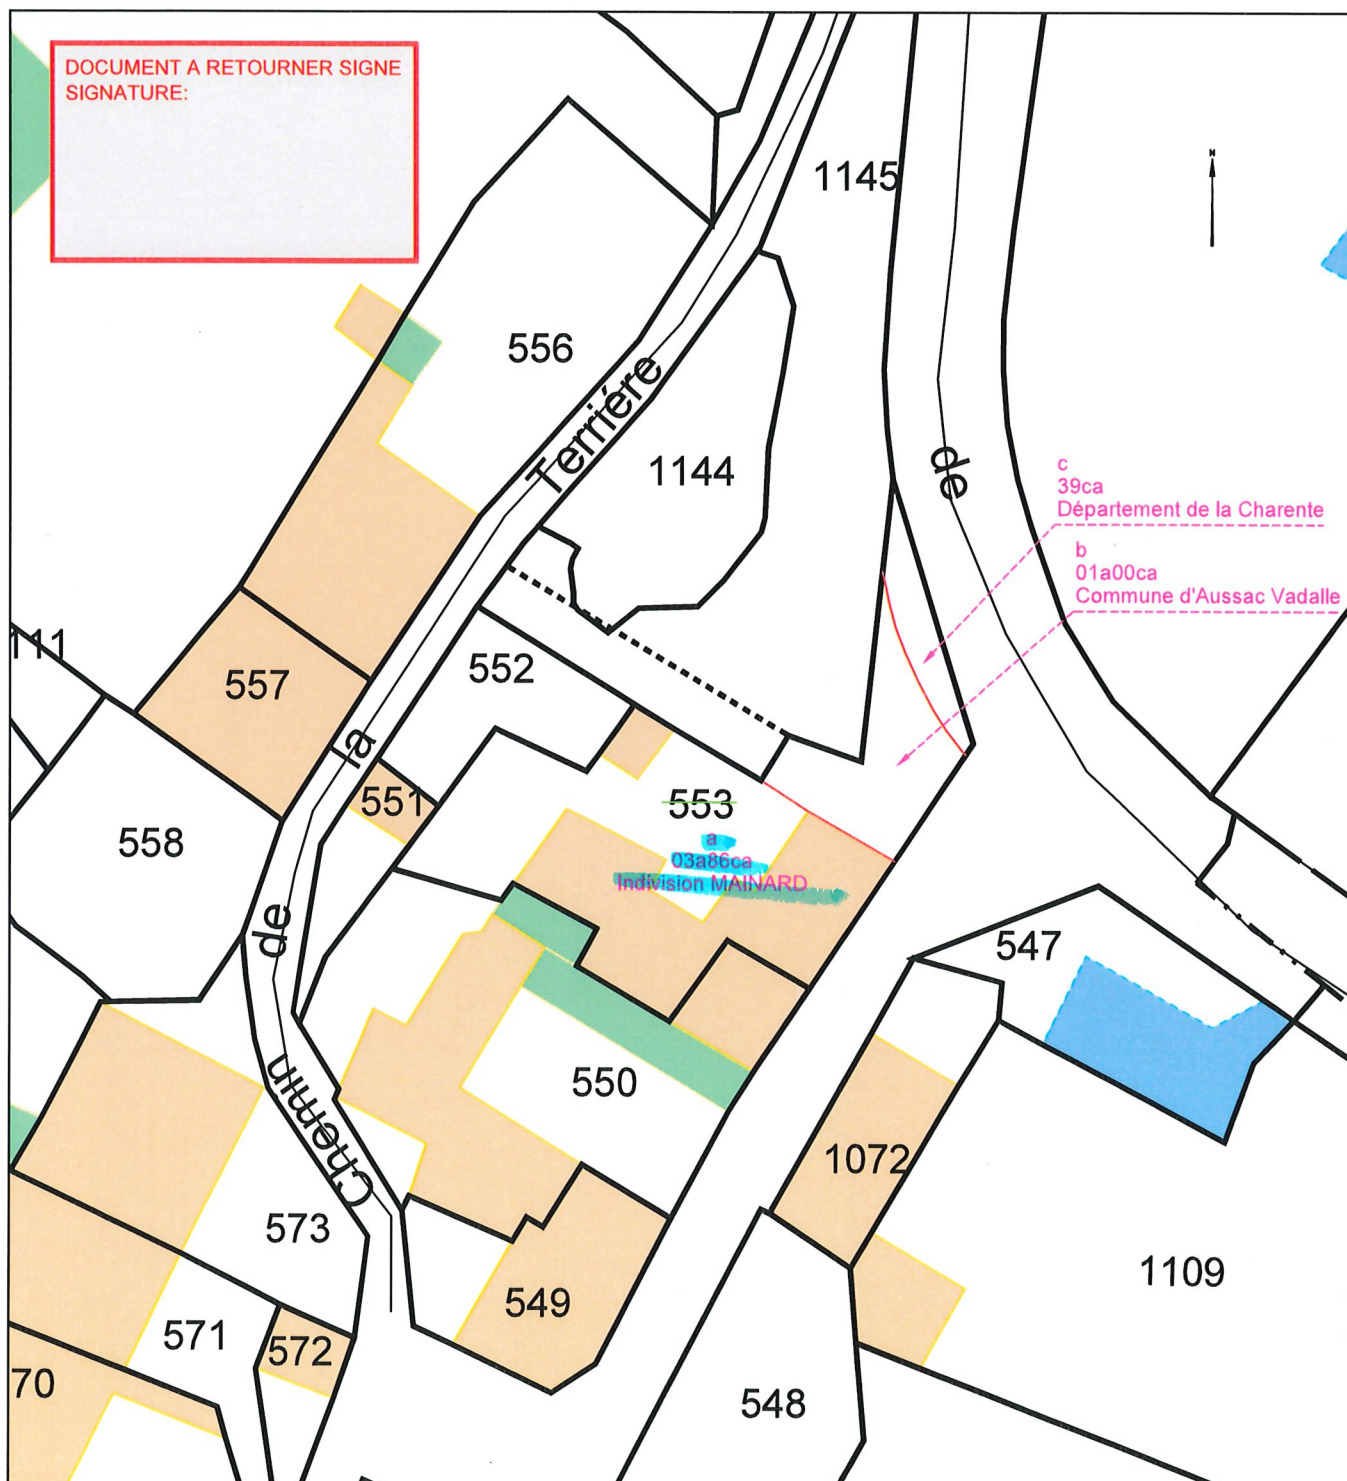 DOCUMENT A RETOURNER SIGNE
SIGNATURE:
N
1145
556
Terriére
1144
de
c
39ca
Département de la Charente
b
01a00ca
Commune d'Aussac Vadalle
111
557
552
la
551
553
558
a
03a86ca
Indivision MAINARD
de
547
550
Chemin
1072
573
1109
549
571
572
70
548